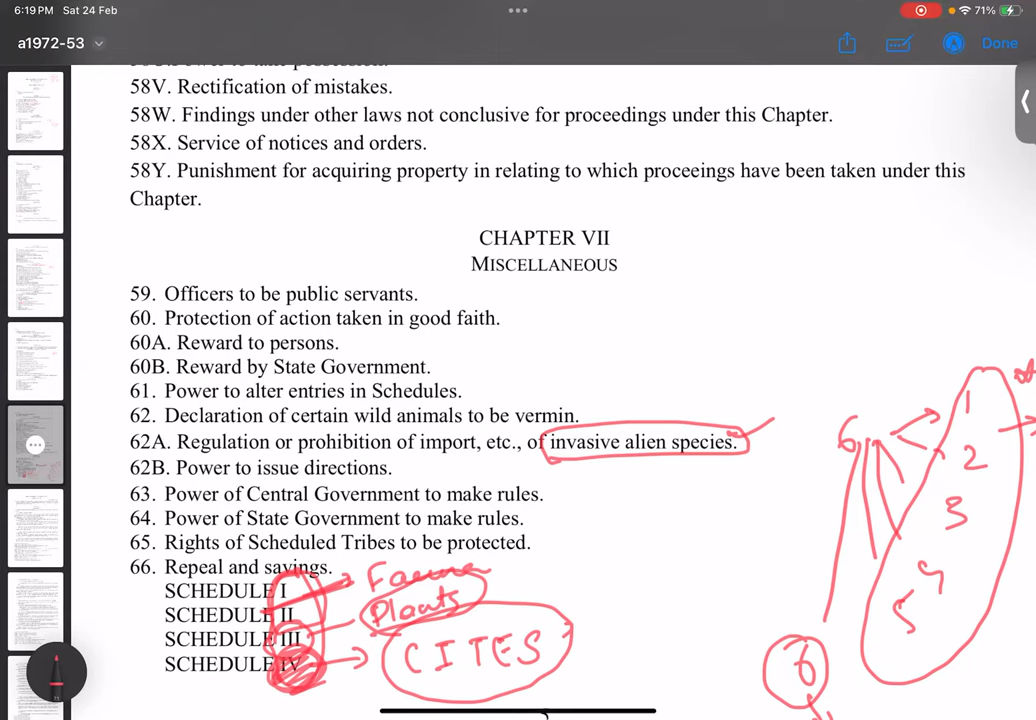 6:19 PM Sat 24 Feb
71%
a1972-53
Done
58V. Rectification of mistakes.
58W. Findings under other laws not conclusive for proceedings under this Chapter.
58X. Service of notices and orders.
58Y. Punishment for acquiring property in relating to which proceeings have been taken under this
Chapter.
CHAPTER VII
MISCELLANEOUS
59. Officers to be public servants.
60. Protection of action taken in good faith.
60A. Reward to persons.
60B. Reward by State Government.
61. Power to alter entries in Schedules.
62. Declaration of certain wild animals to be vermin.
62A. Regulation or prohibition of import, etc., of invasive alien species.
62B. Power to issue directions.
63. Power of Central Government to make rules.
64. Power of State Government to make rules.
65. Rights of Scheduled Tribes to be protected.
66. Repeal and savings.
SCHEDULE I
Fauna
SCHEDULE II
Plants
SCHEDULE III
SCHEDULE IV
CITES
6
1
2
3
4
5
6